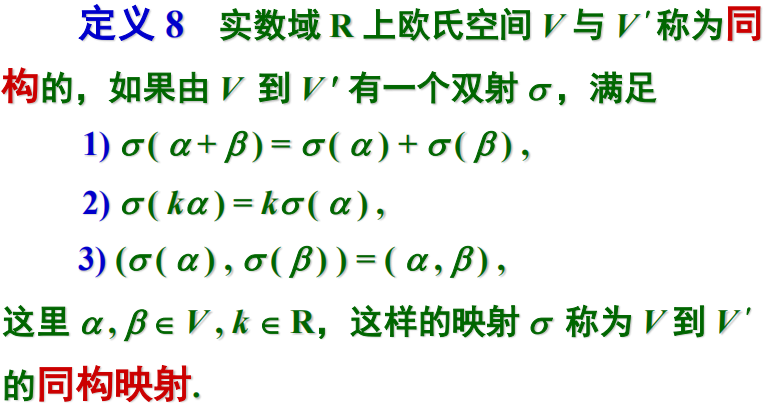 定义 8 实数域 R 上欧氏空间 V 与 V′ 称为同
构的，如果由 V 到 V′ 有一个双射 σ，满足
1) σ( α + β ) = σ( α ) + σ( β ) ,
2) σ( kα ) = kσ( α ) ,
3) (σ( α ) , σ( β ) ) = ( α , β ) ,
这里 α , β ∈ V , k ∈ R，这样的映射 σ 称为 V 到 V′
的同构映射.